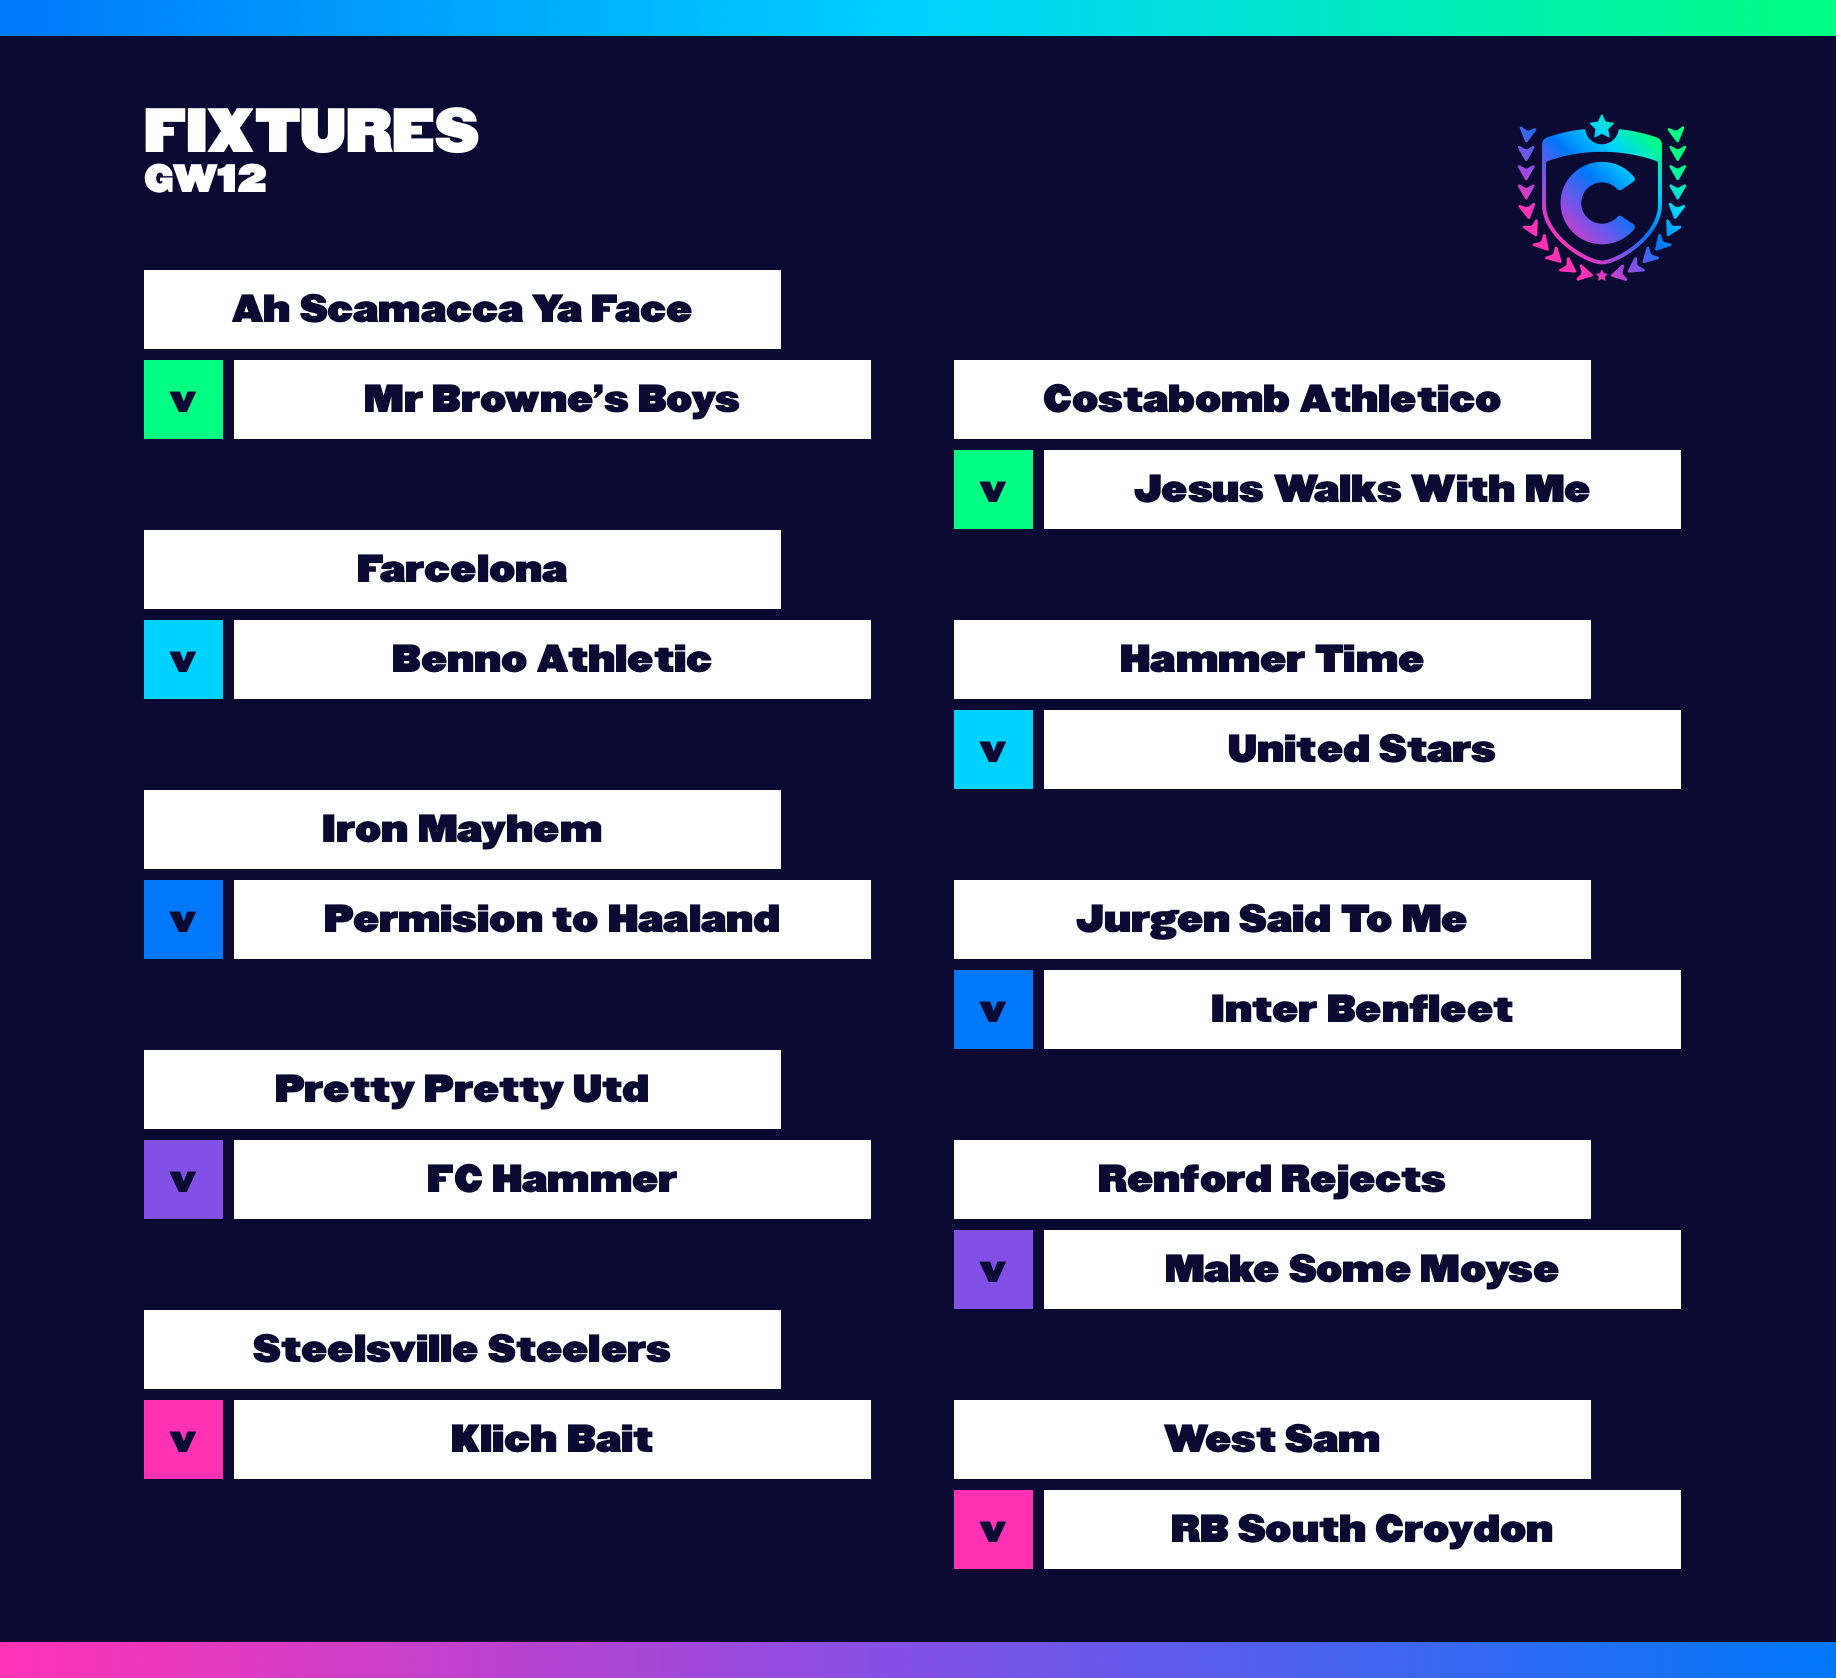 FIXTURES
GW12
Ah Scamacca Ya Face
v Mr Browne's Boys
Farcelona
v Benno Athletic
Iron Mayhem
v Permision to Haaland
Pretty Pretty Utd
v FC Hammer
Steelsville Steelers
v Klich Bait
C
Costabomb Athletico
v Jesus Walks With Me
Hammer Time
v United Stars
Jurgen Said To Me
v Inter Benfleet
Renford Rejects
v Make Some Moyse
West Sam
v RB South Croydon